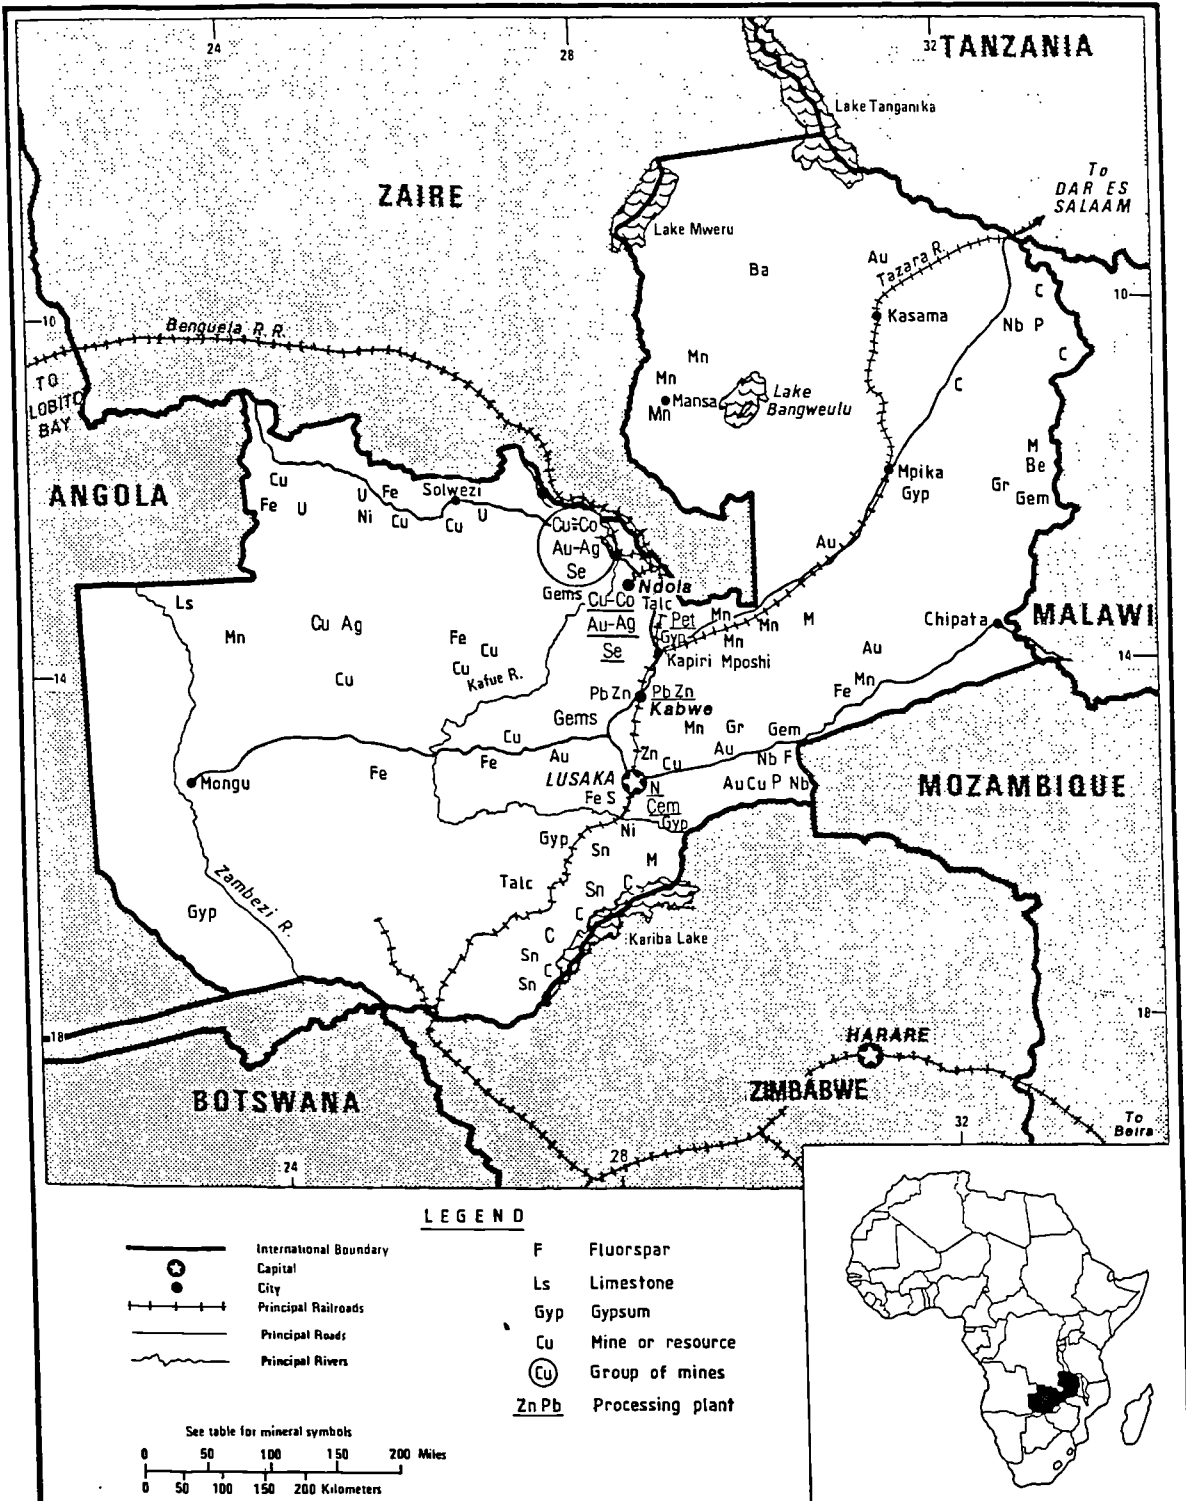 24
28
32
TANZANIA
Lake Tanganika
To
DAR ES
SALAAM
ZAIRE
Lake Mweru
Ba
Au
Tazara R.
C
10
10
Kasama
Nb P
C
Benguela R.R.
TO
LOBITO
BAY
Mn
Mn
Mansa
Mn
Lake
Bangweulu
C
M
Be
Gr
Gem
Mpika
Gyp
ANGOLA
Cu
Fe
U
U
Ni
Fe
Cu
Solwezi
Cu
U
Cu-Co
Au-Ag
Se
Au
Gems
Ndola
Cu-Co
Talc
Au-Ag
Pet
Gyp
Se
Mn
Mn
Mn
M
Kapiri Mposhi
Ls
Mn
Cu Ag
Cu
Fe
Cu
Cu
Kafue R.
Chipata
MALAWI
14
14
Au
Mn
Fe
Pb Zn
Pb Zn
Kabwe
Gems
Mn
Gr
Gem
Cu
Fe
Au
Zn
Cu
Au
Nb F
Fe
Mongu
LUSAKA
Au Cu P Nb
MOZAMBIQUE
N
Fe S
Cem
Ni
Gyp
Gyp
Sn
M
Talc
Sn
C
C
C
Sn
C
Sn
Kariba Lake
Gyp
Zambezi R.
18
18
HARARE
BOTSWANA
ZIMBABWE
To
Beira
24
28
32
LEGEND
International Boundary
Capital
City
Principal Railroads
Principal Roads
Principal Rivers
F Fluorspar
Ls Limestone
Gyp Gypsum
Cu Mine or resource
Cu Group of mines
Zn Pb Processing plant
See table for mineral symbols
0 50 100 150 200 Miles
0 50 100 150 200 Kilometers